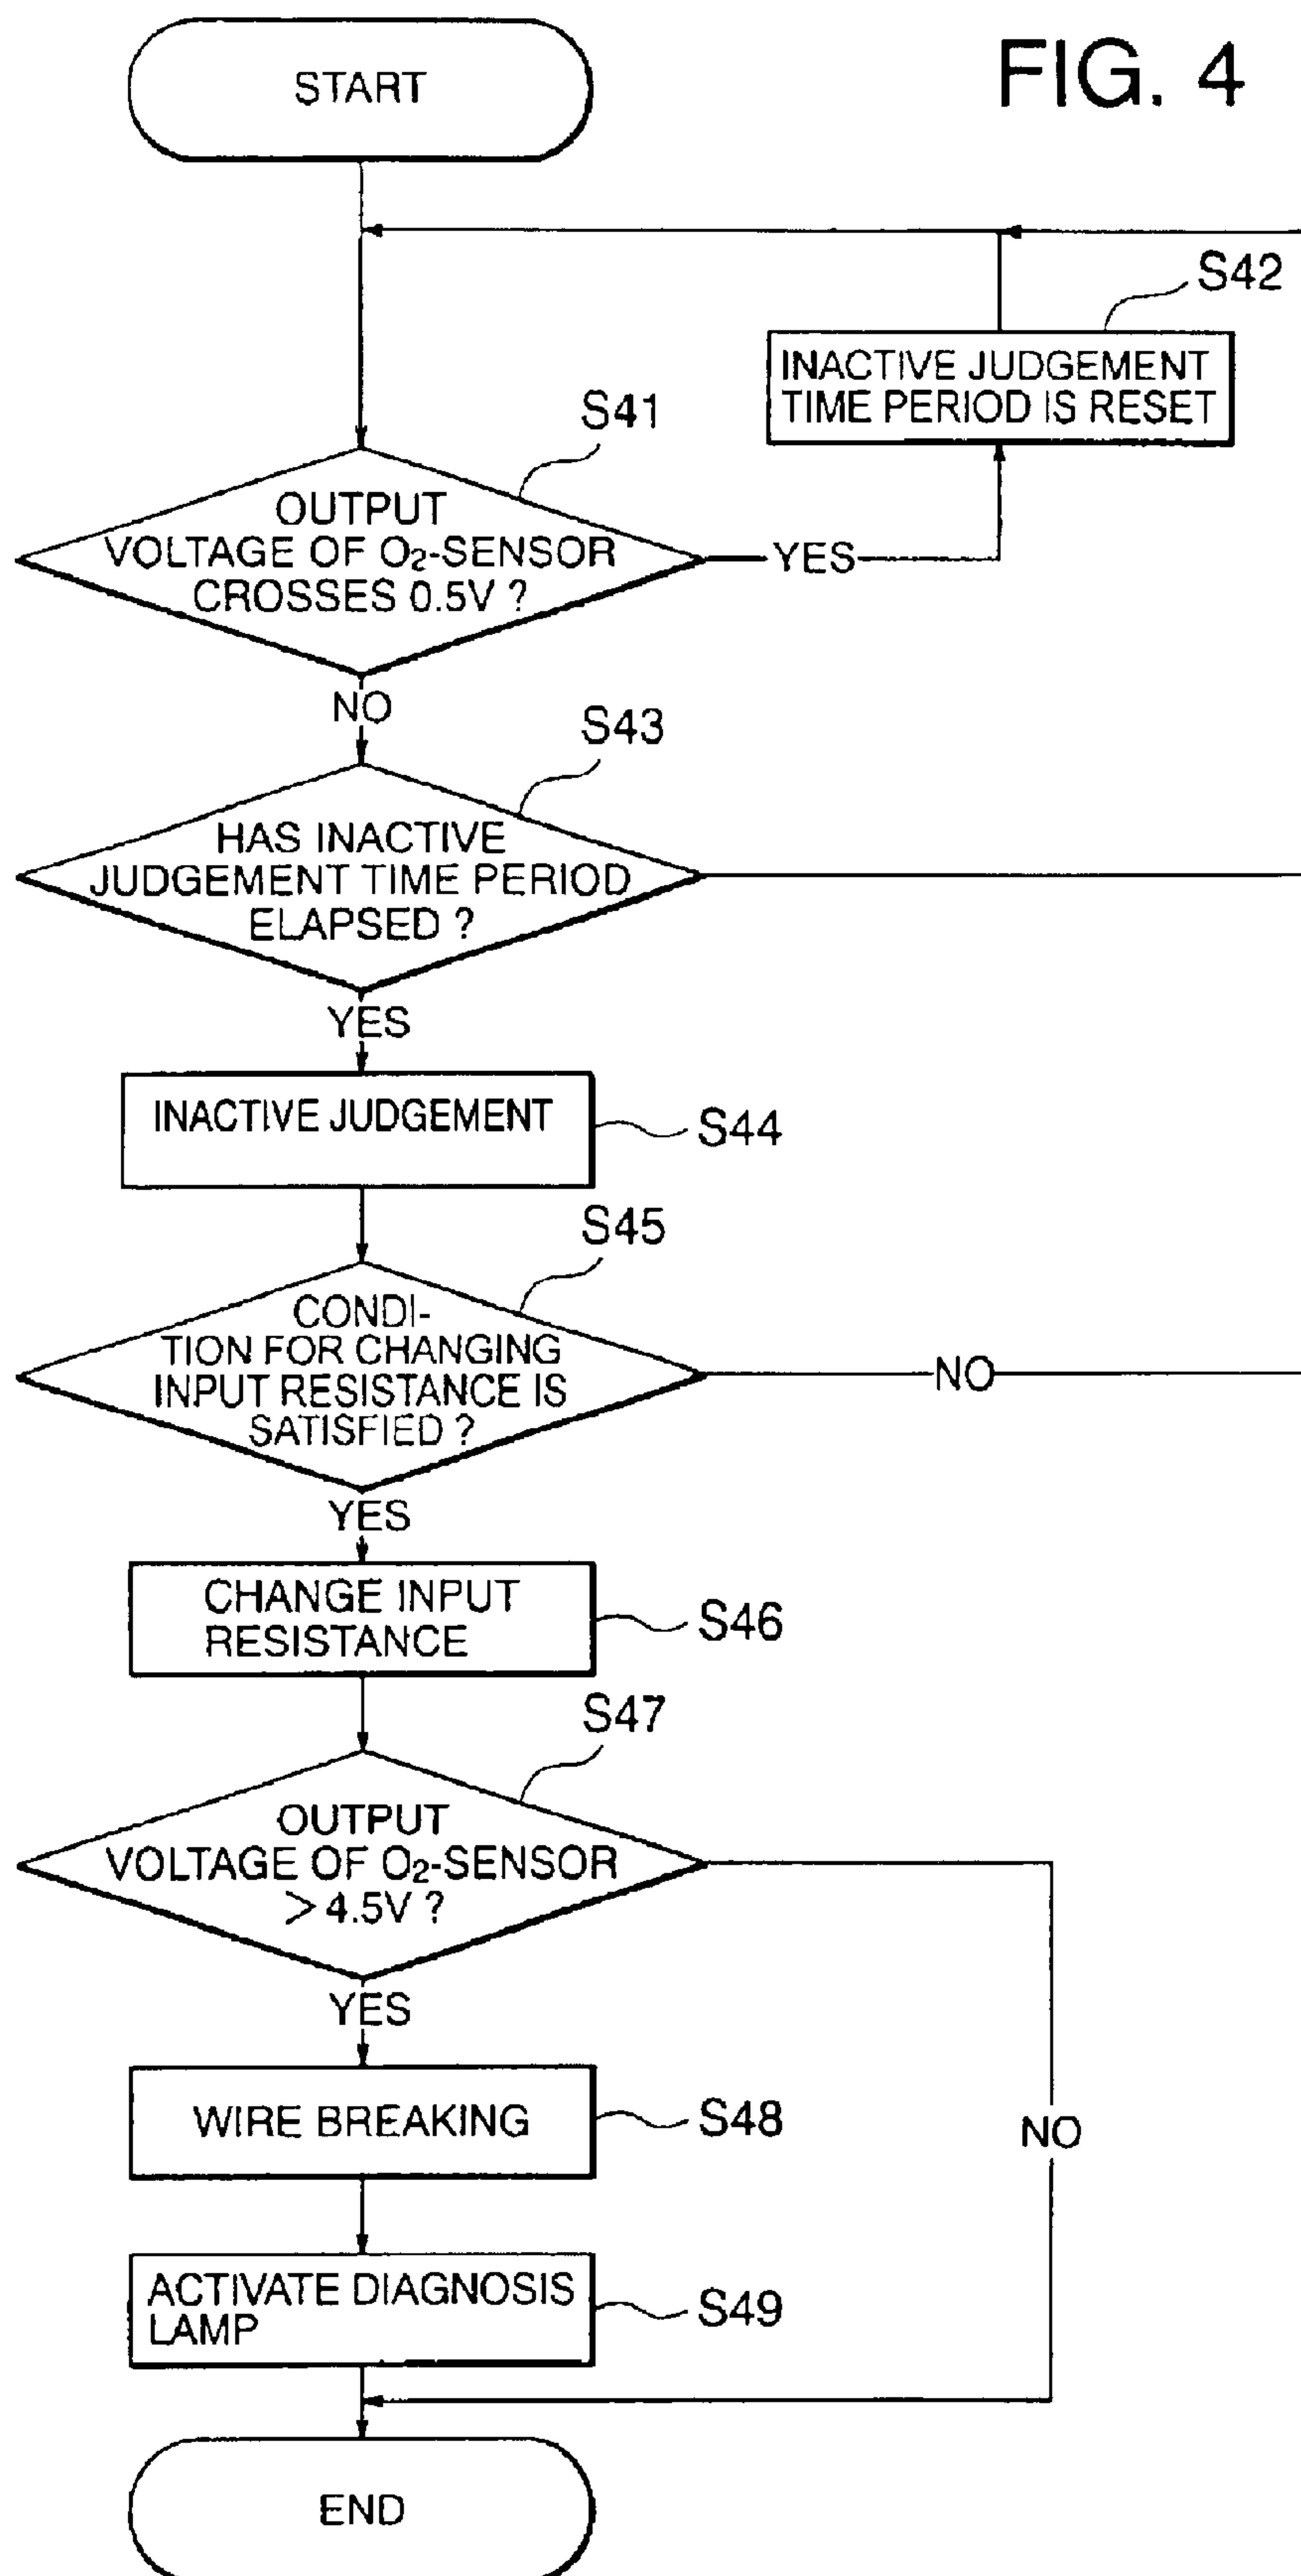 START
FIG. 4
S42
INACTIVE JUDGEMENT
TIME PERIOD IS RESET
S41
OUTPUT
VOLTAGE OF O₂-SENSOR
CROSSES 0.5V ?
YES
NO
S43
HAS INACTIVE
JUDGEMENT TIME PERIOD
ELAPSED ?
YES
INACTIVE JUDGEMENT
S44
S45
CONDI-
TION FOR CHANGING
INPUT RESISTANCE IS
SATISFIED ?
NO
YES
CHANGE INPUT
RESISTANCE
S46
S47
OUTPUT
VOLTAGE OF O₂-SENSOR
> 4.5V ?
YES
WIRE BREAKING
S48
NO
ACTIVATE DIAGNOSIS
LAMP
S49
END